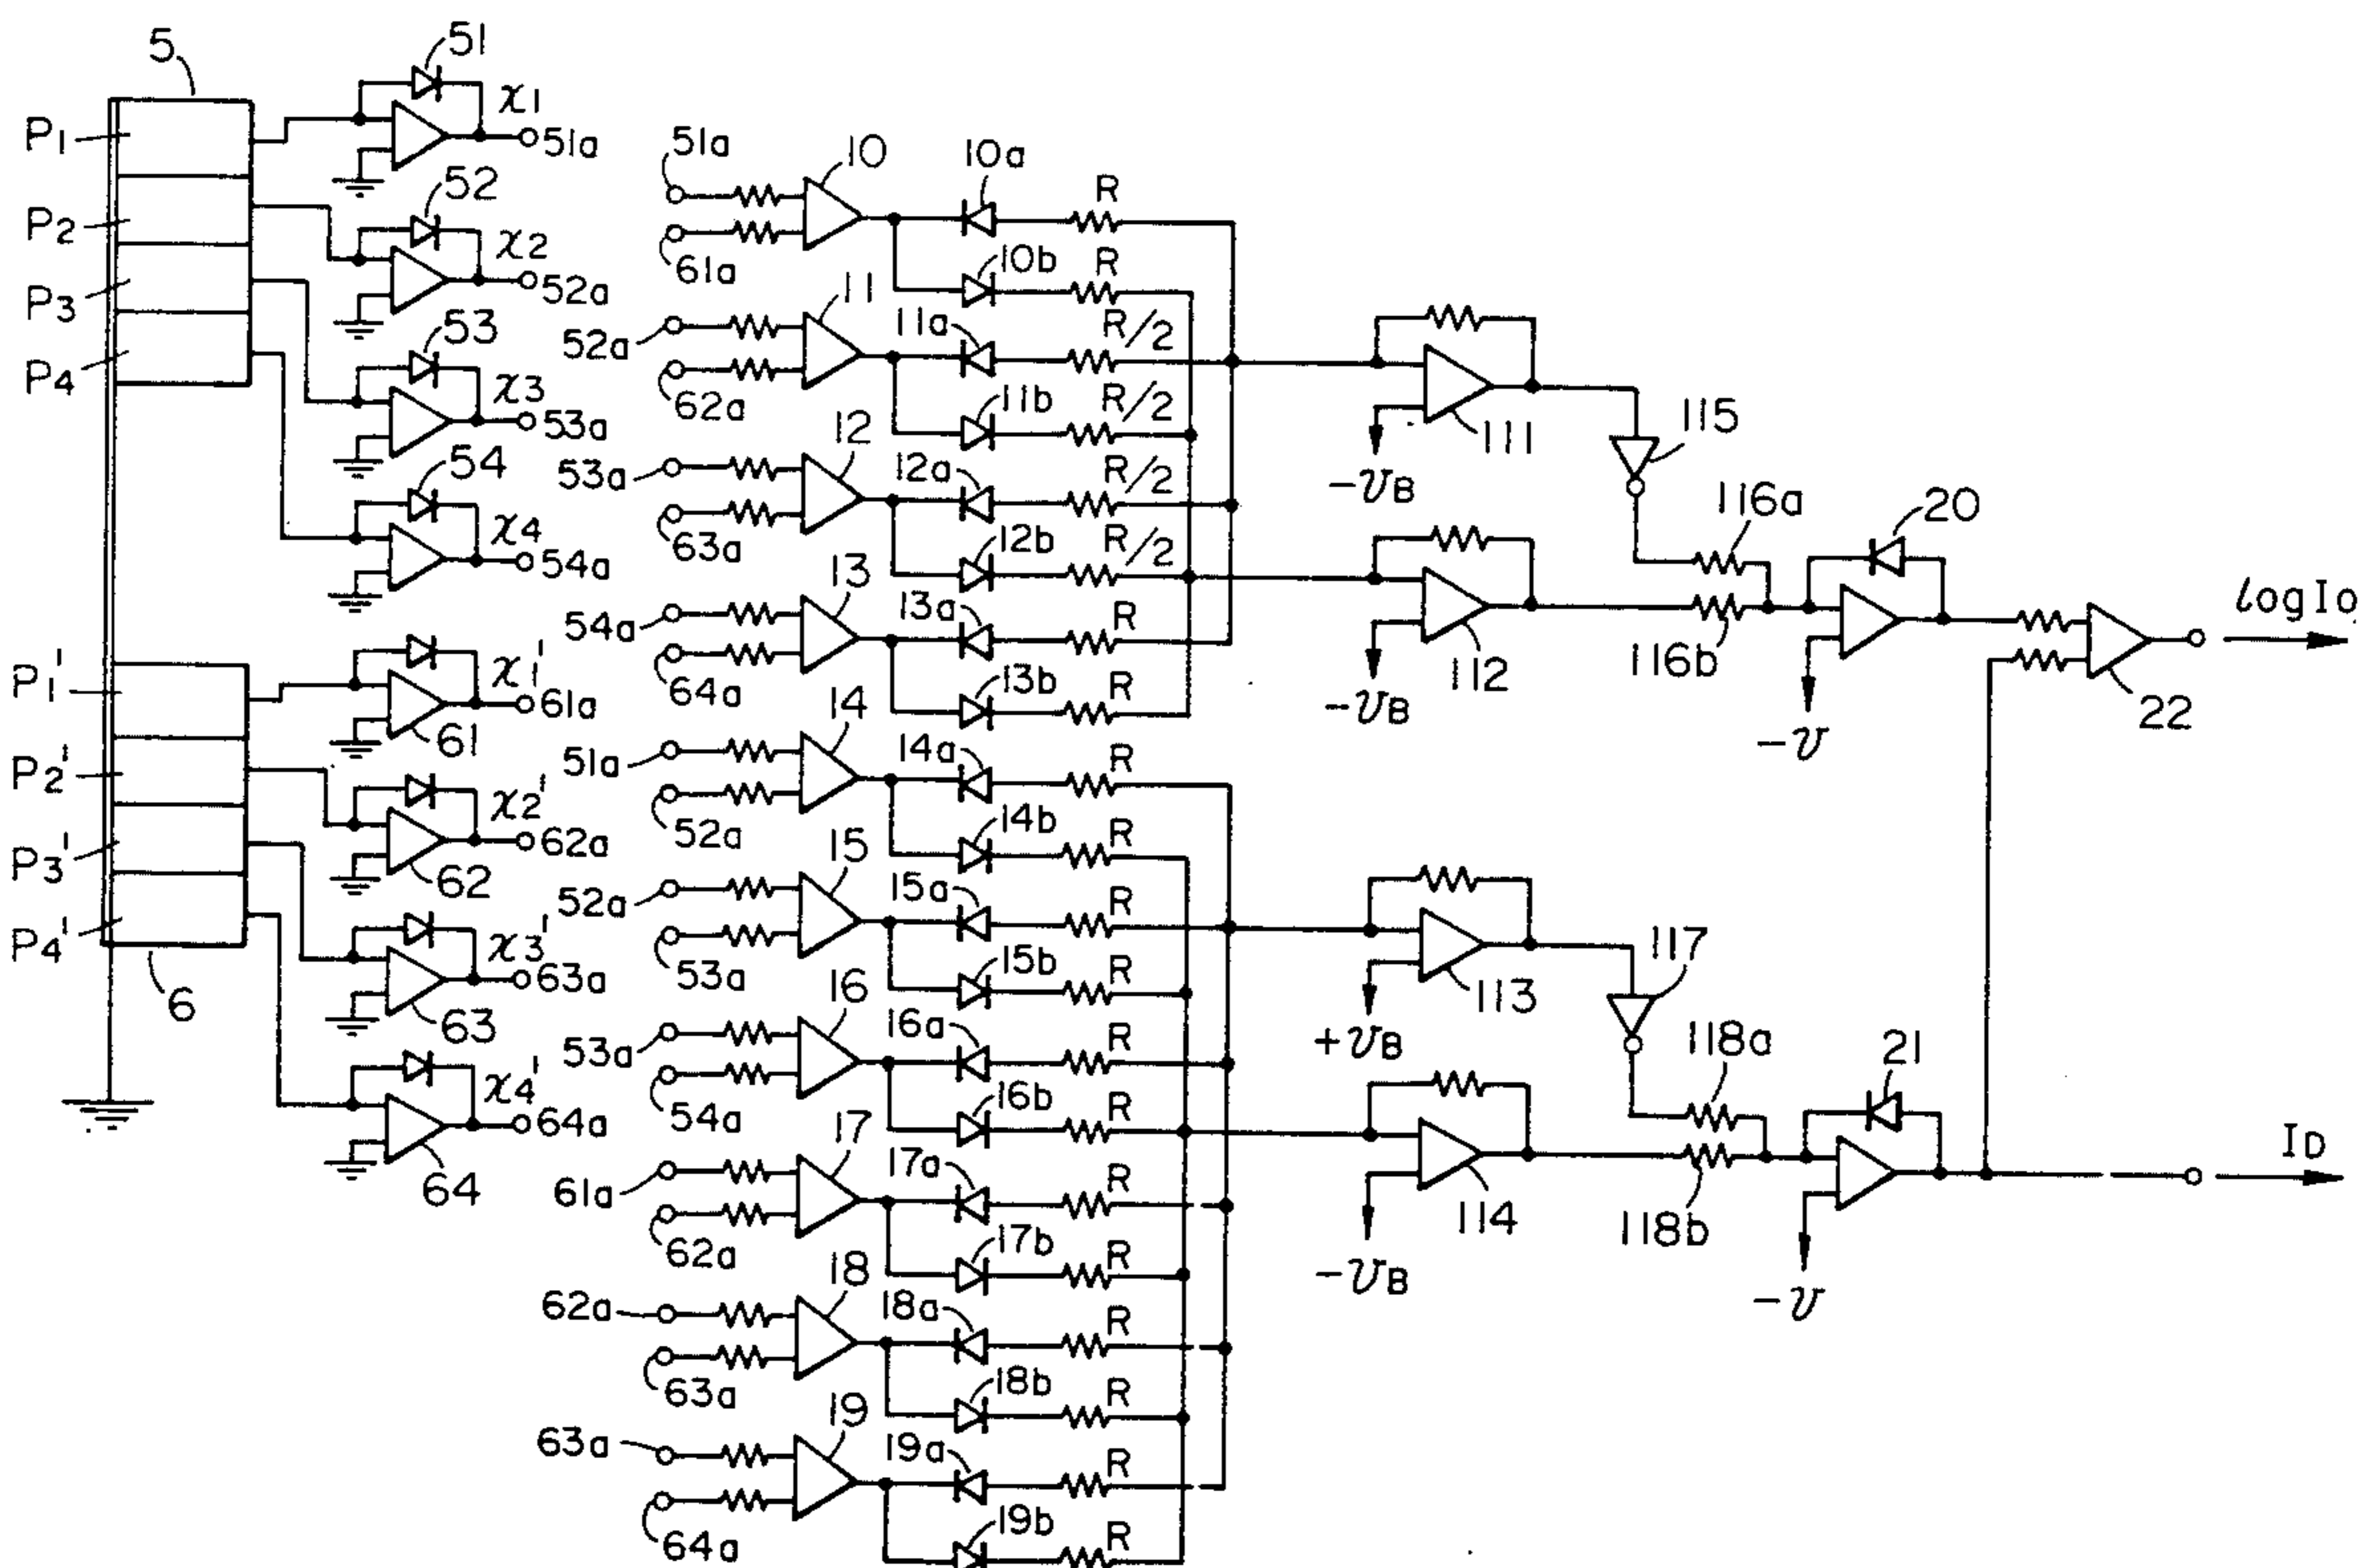 5
P1
P2
P3
P4
51
χ1
51a
52
χ2
52a
53
χ3
53a
54
χ4
54a
P1'
P2'
P3'
P4'
6
χ1'
61a
61
χ2'
62a
62
χ3'
63a
63
χ4'
64a
64
51a
61a
10
10a
R
10b
R
52a
62a
11
11a
R/2
11b
R/2
53a
63a
12
12a
R/2
12b
R/2
54a
64a
13
13a
R
13b
R
51a
52a
14
14a
R
14b
R
52a
53a
15
15a
R
15b
R
53a
54a
16
16a
R
16b
R
61a
62a
17
17a
R
17b
R
62a
63a
18
18a
R
18b
R
63a
64a
19
19a
R
19b
R
111
-VB
115
112
-VB
116a
116b
20
-V
22
logIo
113
+VB
117
114
-VB
118a
118b
21
-V
ID